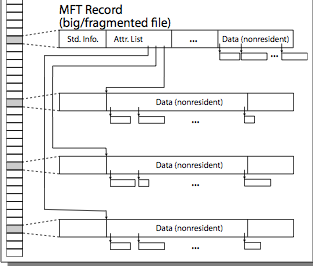 MFT Record
(big/fragmented file)
Std. Info. Attr. List ... Data (nonresident)
...
Data (nonresident)
...
Data (nonresident)
...
Data (nonresident)
...